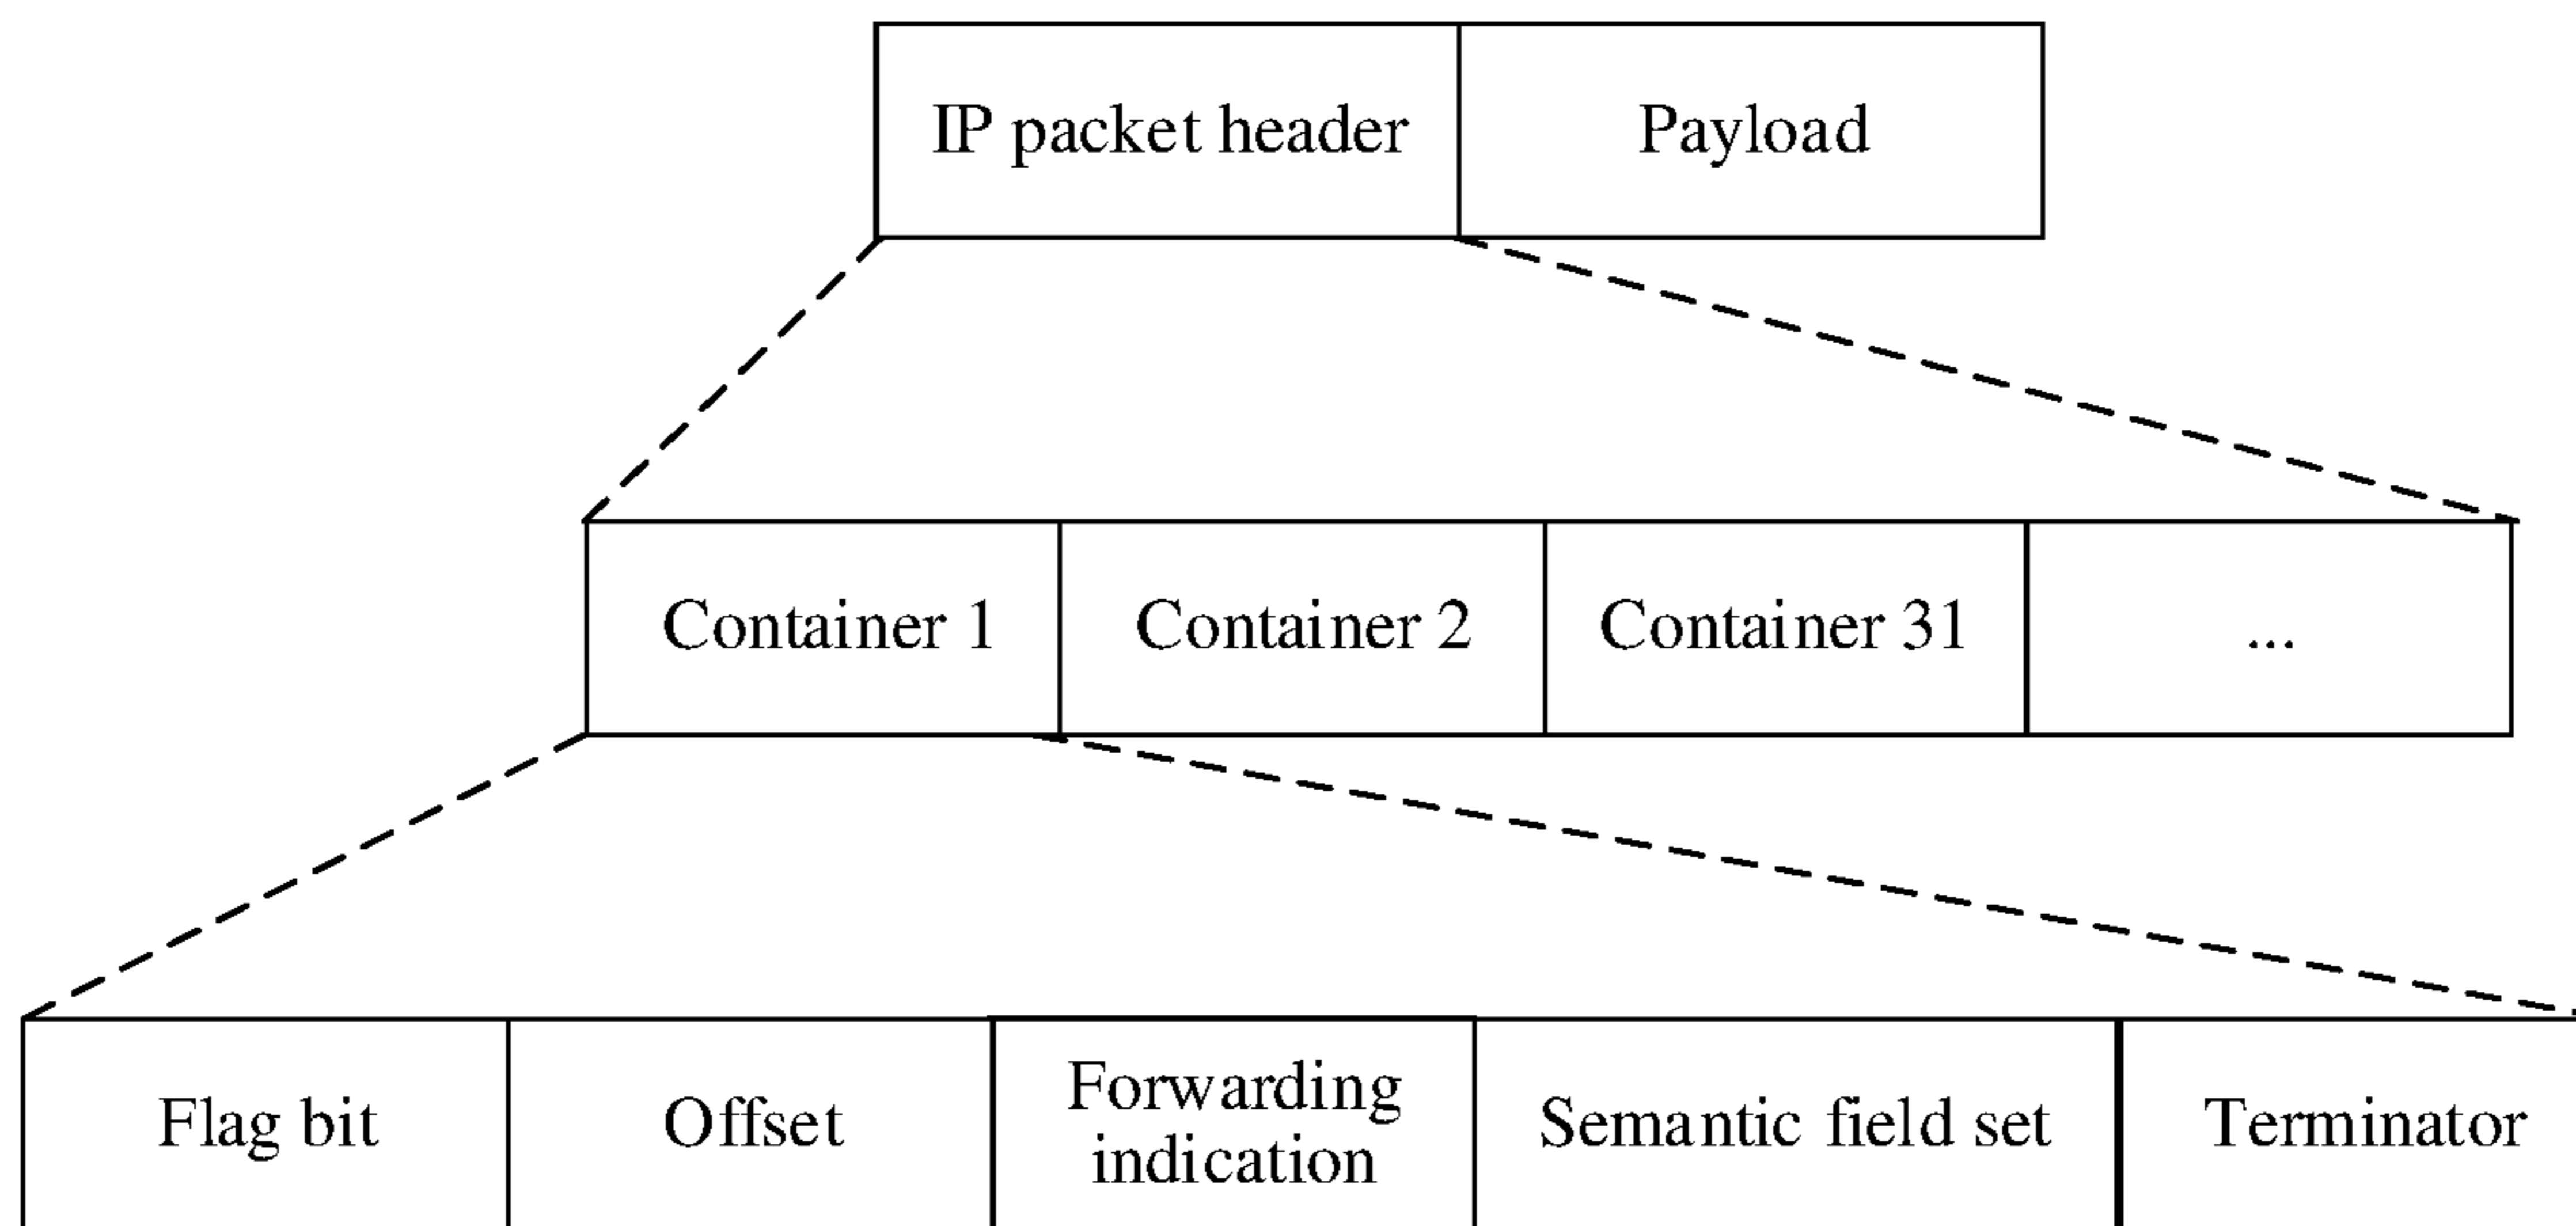 IP packet header
Payload
Container 1
Container 2
Container 31
...
Flag bit
Offset
Forwarding
indication
Semantic field set
Terminator